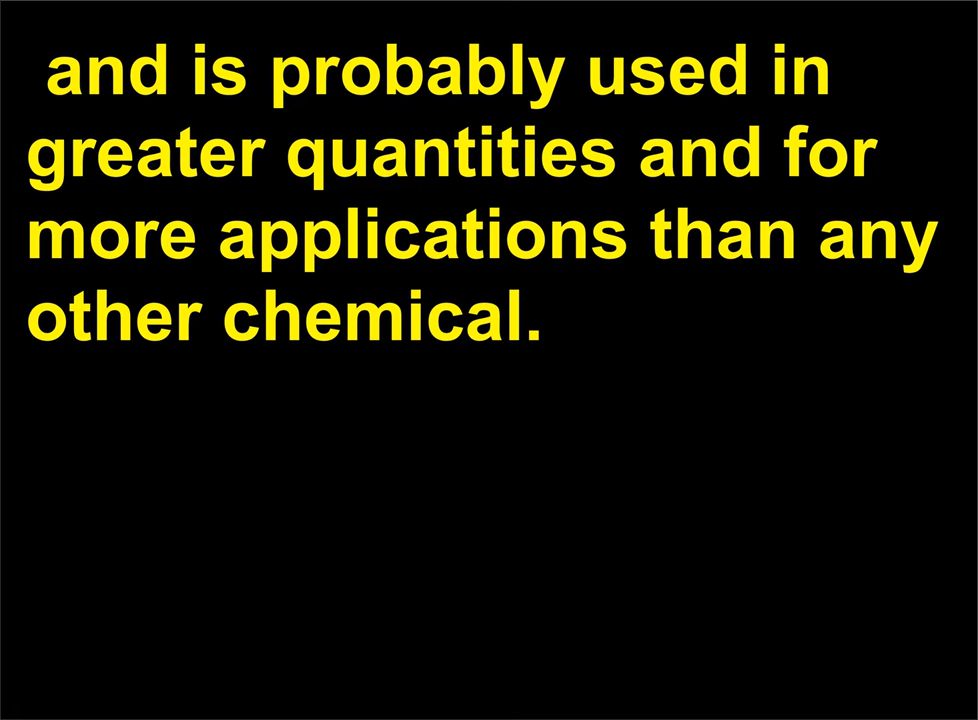 and is probably used in
greater quantities and for
more applications than any
other chemical.